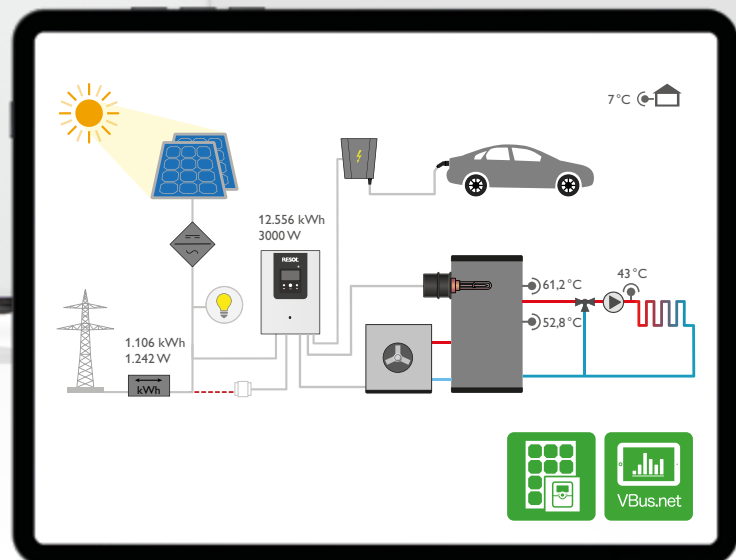 7 °C
12.556 kWh
3000 W
RESOL
61,2 °C
43 °C
52,8 °C
1.106 kWh
1.242 W
kWh
VBus.net